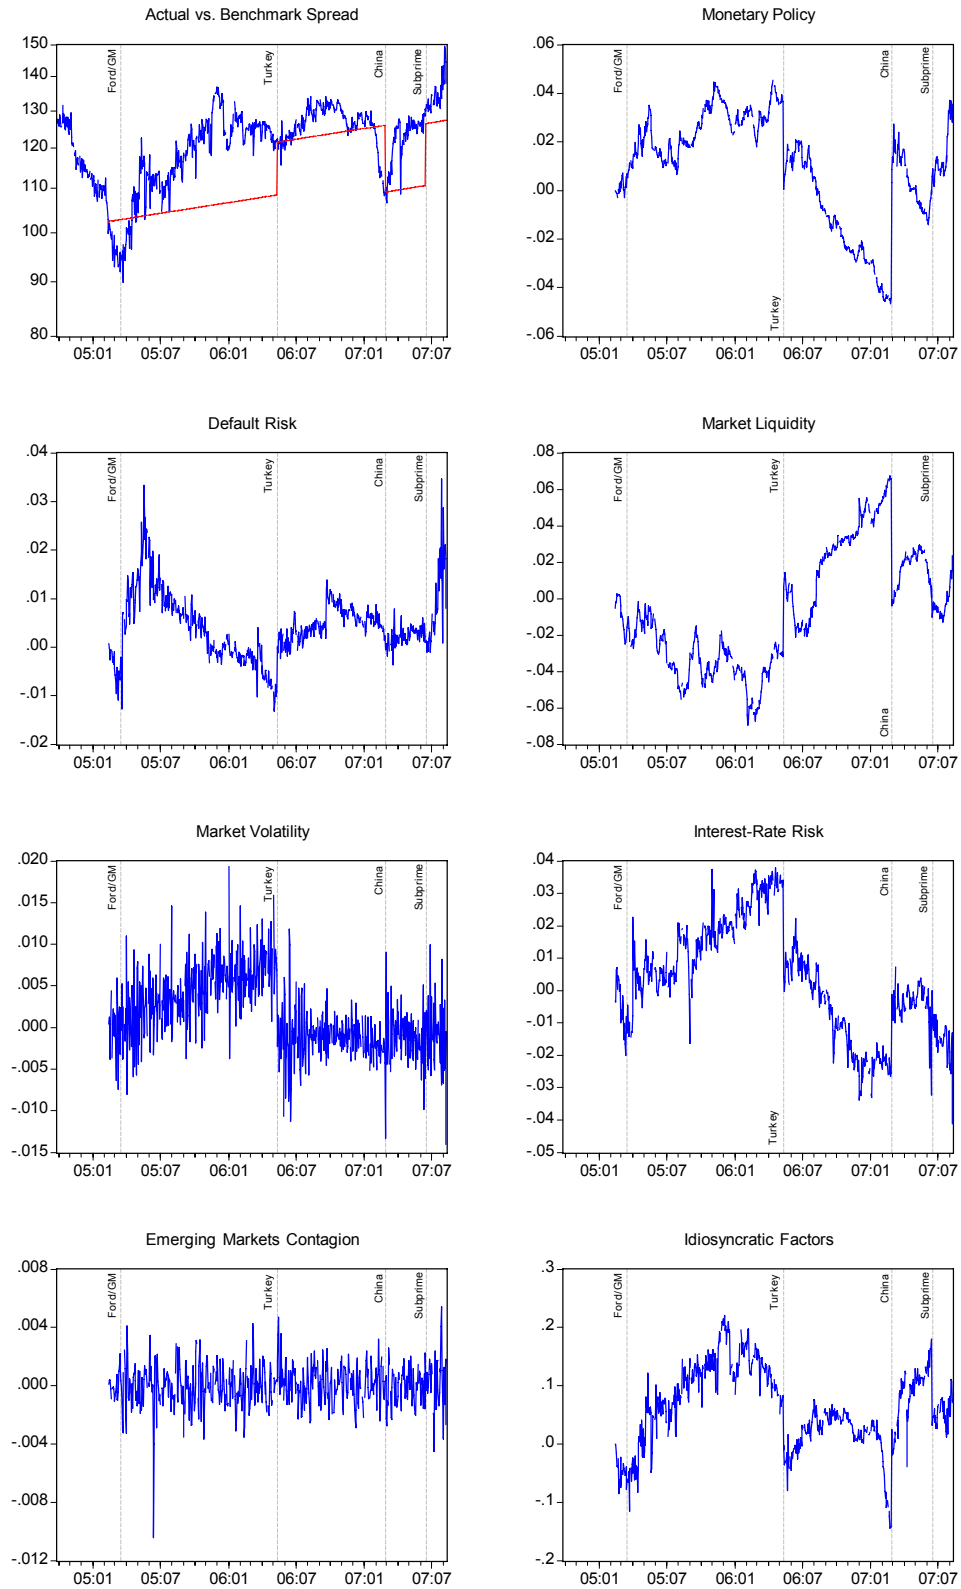 Actual vs. Benchmark Spread
150
140
130
120
110
100
90
80
Ford/GM
Turkey
China
Subprime
05:01 05:07 06:01 06:07 07:01 07:07
Monetary Policy
.06
.04
.02
.00
-.02
-.04
-.06
Ford/GM
Turkey
China
Subprime
05:01 05:07 06:01 06:07 07:01 07:07
Default Risk
.04
.03
.02
.01
.00
-.01
-.02
Ford/GM
Turkey
China
Subprime
05:01 05:07 06:01 06:07 07:01 07:07
Market Liquidity
.08
.06
.04
.02
.00
-.02
-.04
-.06
-.08
Ford/GM
Turkey
China
Subprime
05:01 05:07 06:01 06:07 07:01 07:07
Market Volatility
.020
.015
.010
.005
.000
-.005
-.010
-.015
Ford/GM
Turkey
China
Subprime
05:01 05:07 06:01 06:07 07:01 07:07
Interest-Rate Risk
.04
.03
.02
.01
.00
-.01
-.02
-.03
-.04
-.05
Ford/GM
Turkey
China
Subprime
05:01 05:07 06:01 06:07 07:01 07:07
Emerging Markets Contagion
.008
.004
.000
-.004
-.008
-.012
Ford/GM
Turkey
China
Subprime
05:01 05:07 06:01 06:07 07:01 07:07
Idiosyncratic Factors
.3
.2
.1
.0
-.1
-.2
Ford/GM
Turkey
China
Subprime
05:01 05:07 06:01 06:07 07:01 07:07